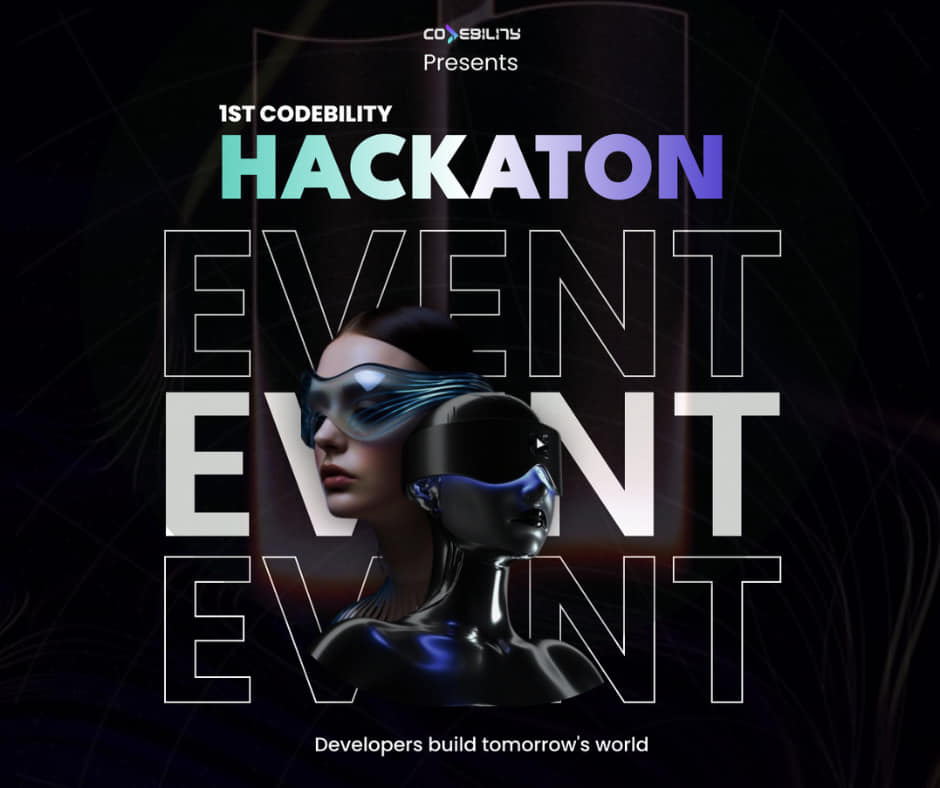 CODEBILITY
Presents
1ST CODEBILITY
HACKATON
EVENT
EVENT
EVENT
Developers build tomorrow's world